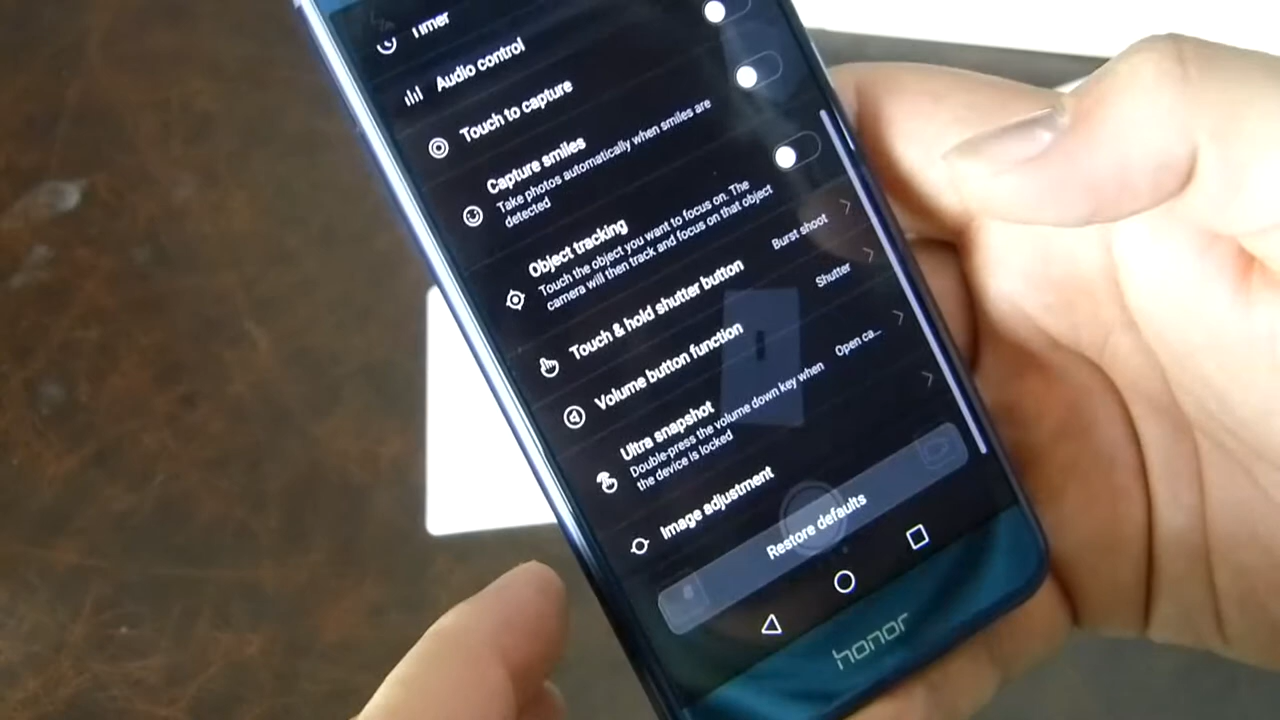 Timer
Audio control
Touch to capture
Capture smiles
Take photos automatically when smiles are
detected
Object tracking
Touch the object you want to focus on. The
camera will then track and focus on that object
Touch & hold shutter button
Burst shoot
Volume button function
Shutter
Ultra snapshot
Double-press the volume down key when
the device is locked
Open ca...
Image adjustment
Restore defaults
honor